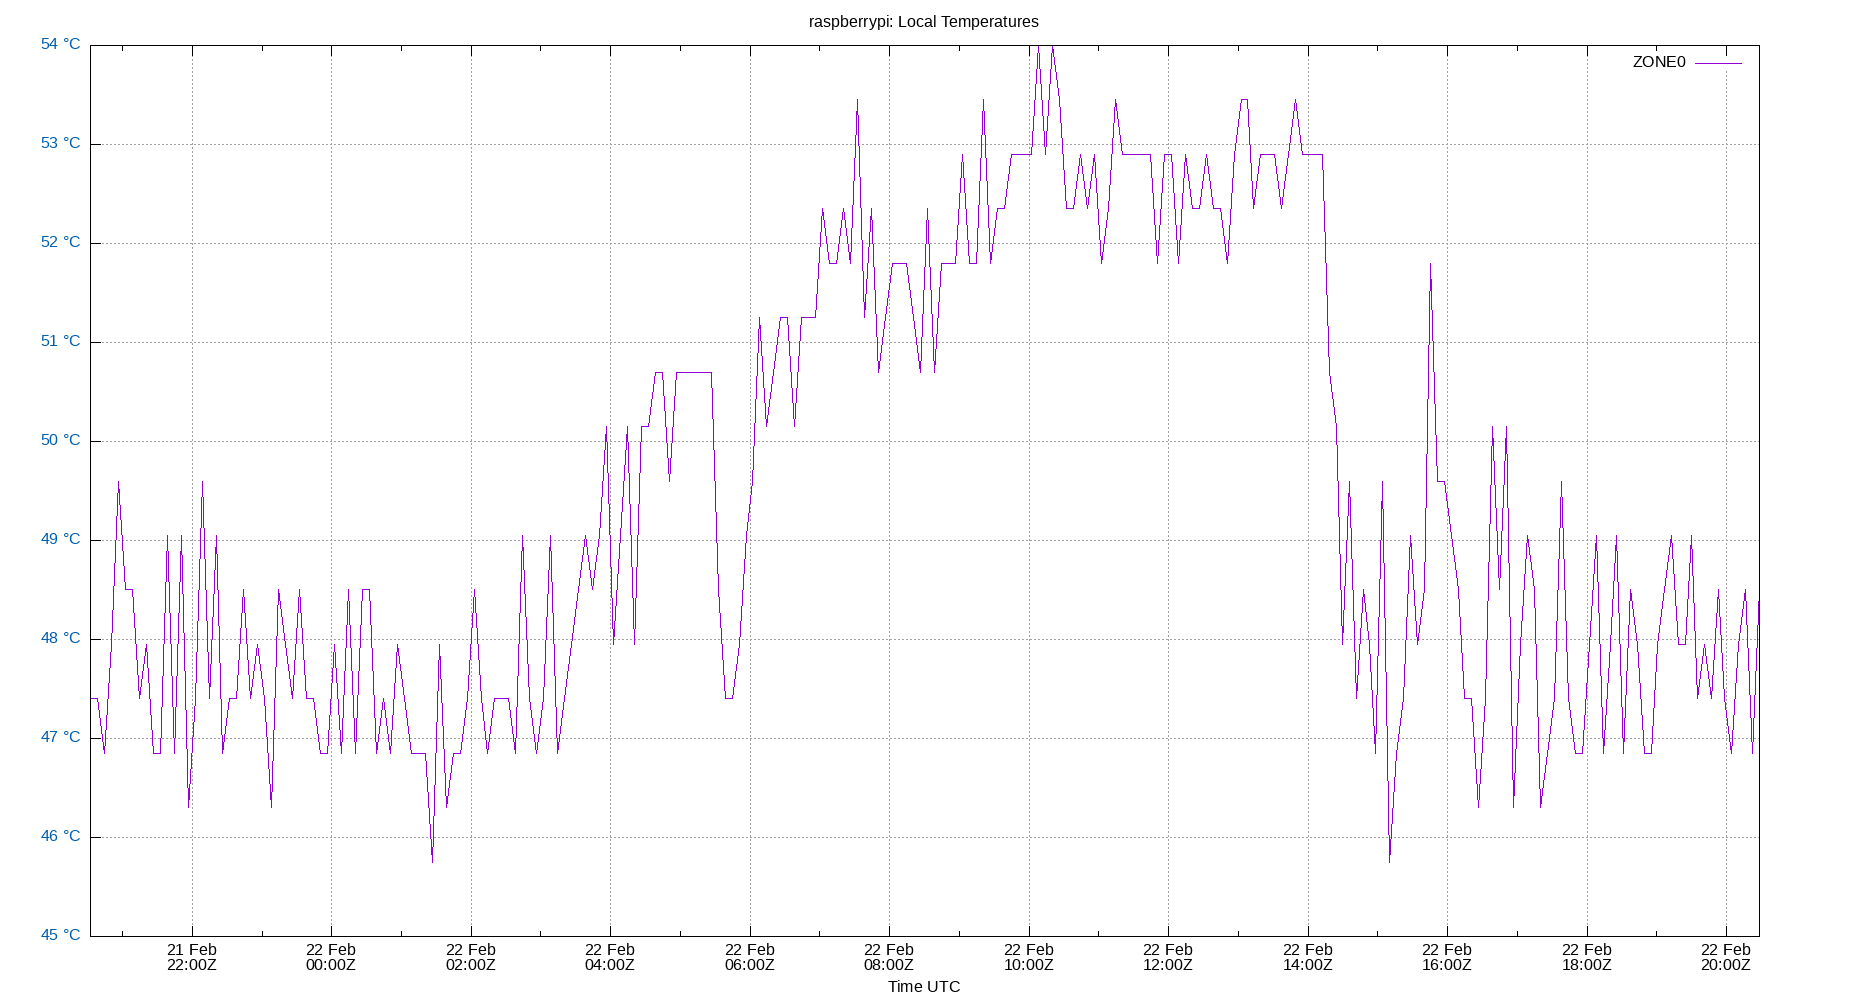 raspberrypi: Local Temperatures
ZONE0
54 °C
53 °C
52 °C
51 °C
50 °C
49 °C
48 °C
47 °C
46 °C
45 °C
21 Feb 22 Feb 22 Feb 22 Feb 22 Feb 22 Feb 22 Feb 22 Feb 22 Feb 22 Feb 22 Feb 22 Feb
22:00Z 00:00Z 02:00Z 04:00Z 06:00Z 08:00Z 10:00Z 12:00Z 14:00Z 16:00Z 18:00Z 20:00Z
Time UTC